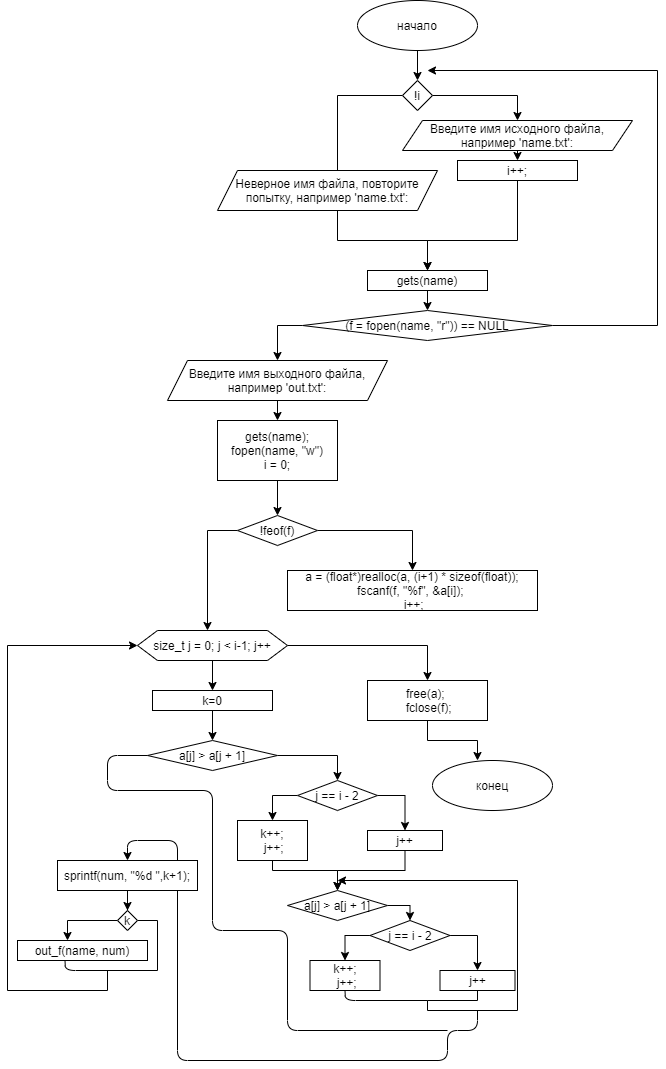 начало
!i
Введите имя исходного файла,
например 'name.txt':
i++;
Неверное имя файла, повторите
попытку, например 'name.txt':
gets(name)
(f = fopen(name, "r")) == NULL
Введите имя выходного файла,
например 'out.txt':
gets(name);
fopen(name, "w")
i = 0;
!feof(f)
a = (float*)realloc(a, (i+1) * sizeof(float));
fscanf(f, "%f", &a[i]);
i++;
size_t j = 0; j < i-1; j++
k=0
free(a);
fclose(f);
a[j] > a[j + 1]
конец
j == i - 2
k++;
j++;
j++
sprintf(num, "%d ",k+1);
a[j] > a[j + 1]
k
j == i - 2
out_f(name, num)
k++;
j++;
j++